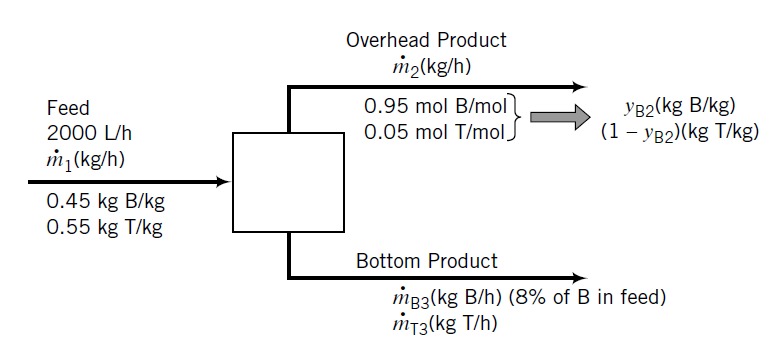 Overhead Product
ṁ2(kg/h)
0.95 mol B/mol
0.05 mol T/mol
yB2(kg B/kg)
(1 – yB2)(kg T/kg)
Feed
2000 L/h
ṁ1(kg/h)
0.45 kg B/kg
0.55 kg T/kg
Bottom Product
ṁB3(kg B/h) (8% of B in feed)
ṁT3(kg T/h)